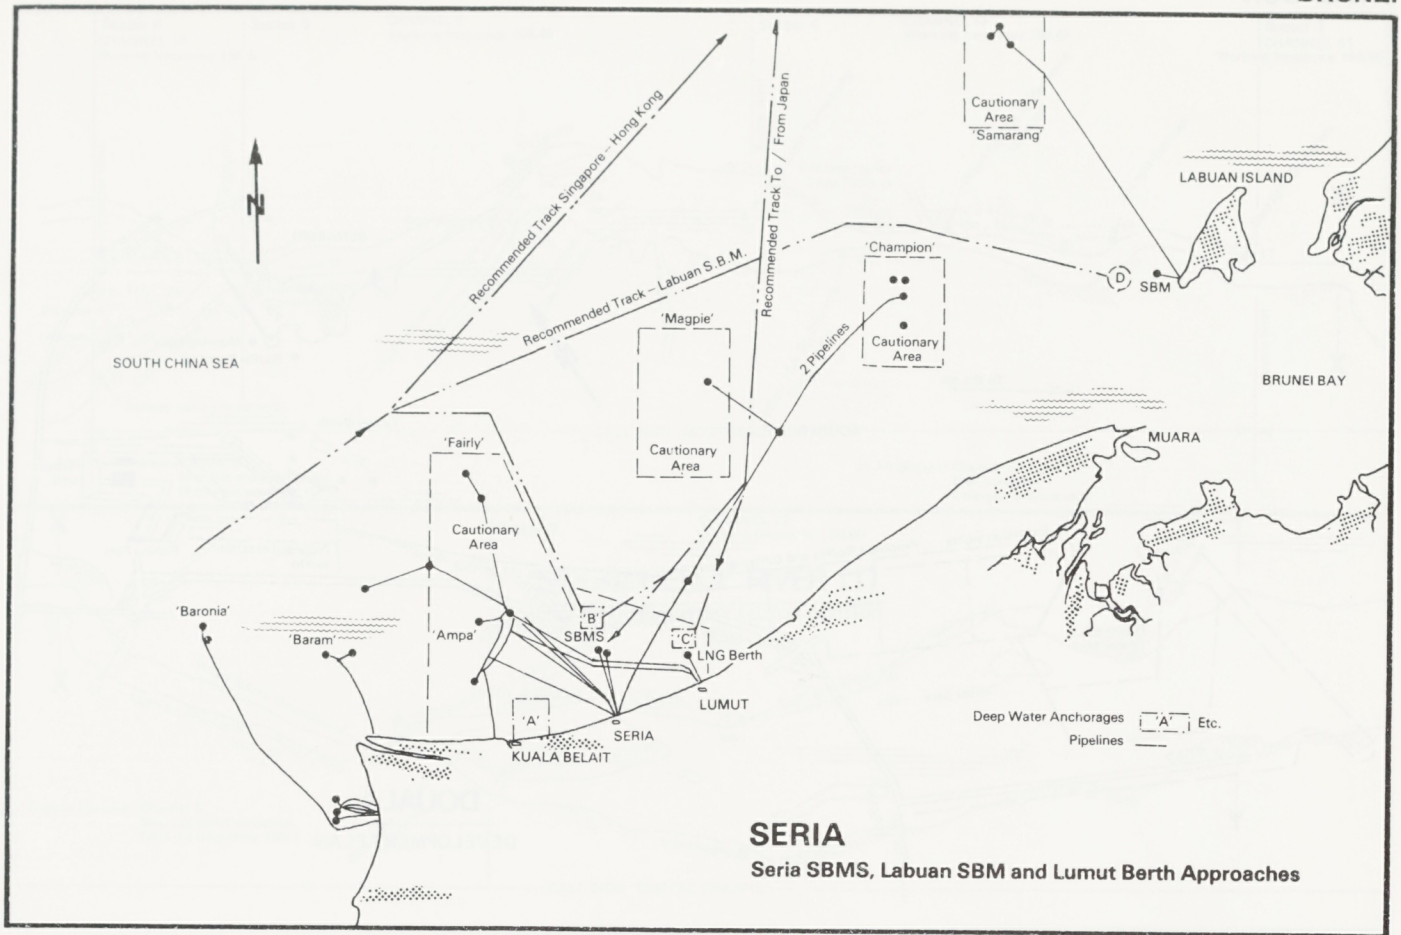 BRUNEI
Cautionary
Area
'Samarang'
LABUAN ISLAND
N
Recommended Track Singapore – Hong Kong
Recommended Track To / From Japan
Recommended Track – Labuan S.B.M.
'Champion'
D
SBM
'Magpie'
2 Pipelines
Cautionary
Area
SOUTH CHINA SEA
BRUNEI BAY
'Fairly'
Cautionary
Area
MUARA
Cautionary
Area
'Baronia'
'Baram'
'Ampa'
'B'
SBMS
'C'
LNG Berth
LUMUT
'A'
SERIA
KUALA BELAIT
Deep Water Anchorages 'A' Etc.
Pipelines
SERIA
Seria SBMS, Labuan SBM and Lumut Berth Approaches